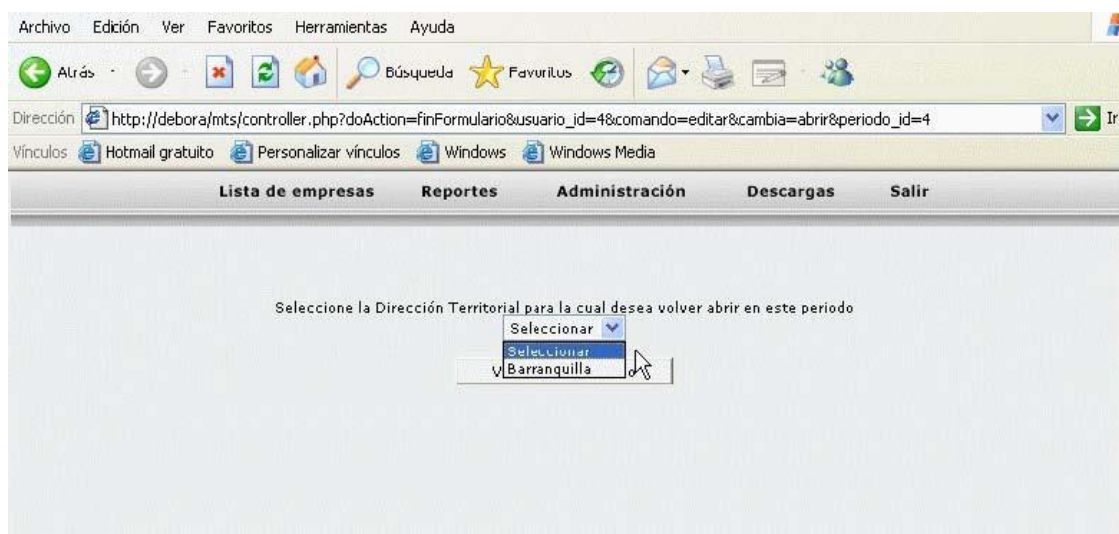 Archivo Edición Ver Favoritos Herramientas Ayuda
Atrás Búsqueda Favoritos
Dirección http://debora/mts/controller.php?doAction=finFormulario&usuario_id=4&comando=editar&cambia=abrir&periodo_id=4 Ir
Vínculos Hotmail gratuito Personalizar vínculos Windows Windows Media
Lista de empresas Reportes Administración Descargas Salir
Seleccione la Dirección Territorial para la cual desea volver abrir en este periodo
Seleccionar
Seleccionar
Barranquilla